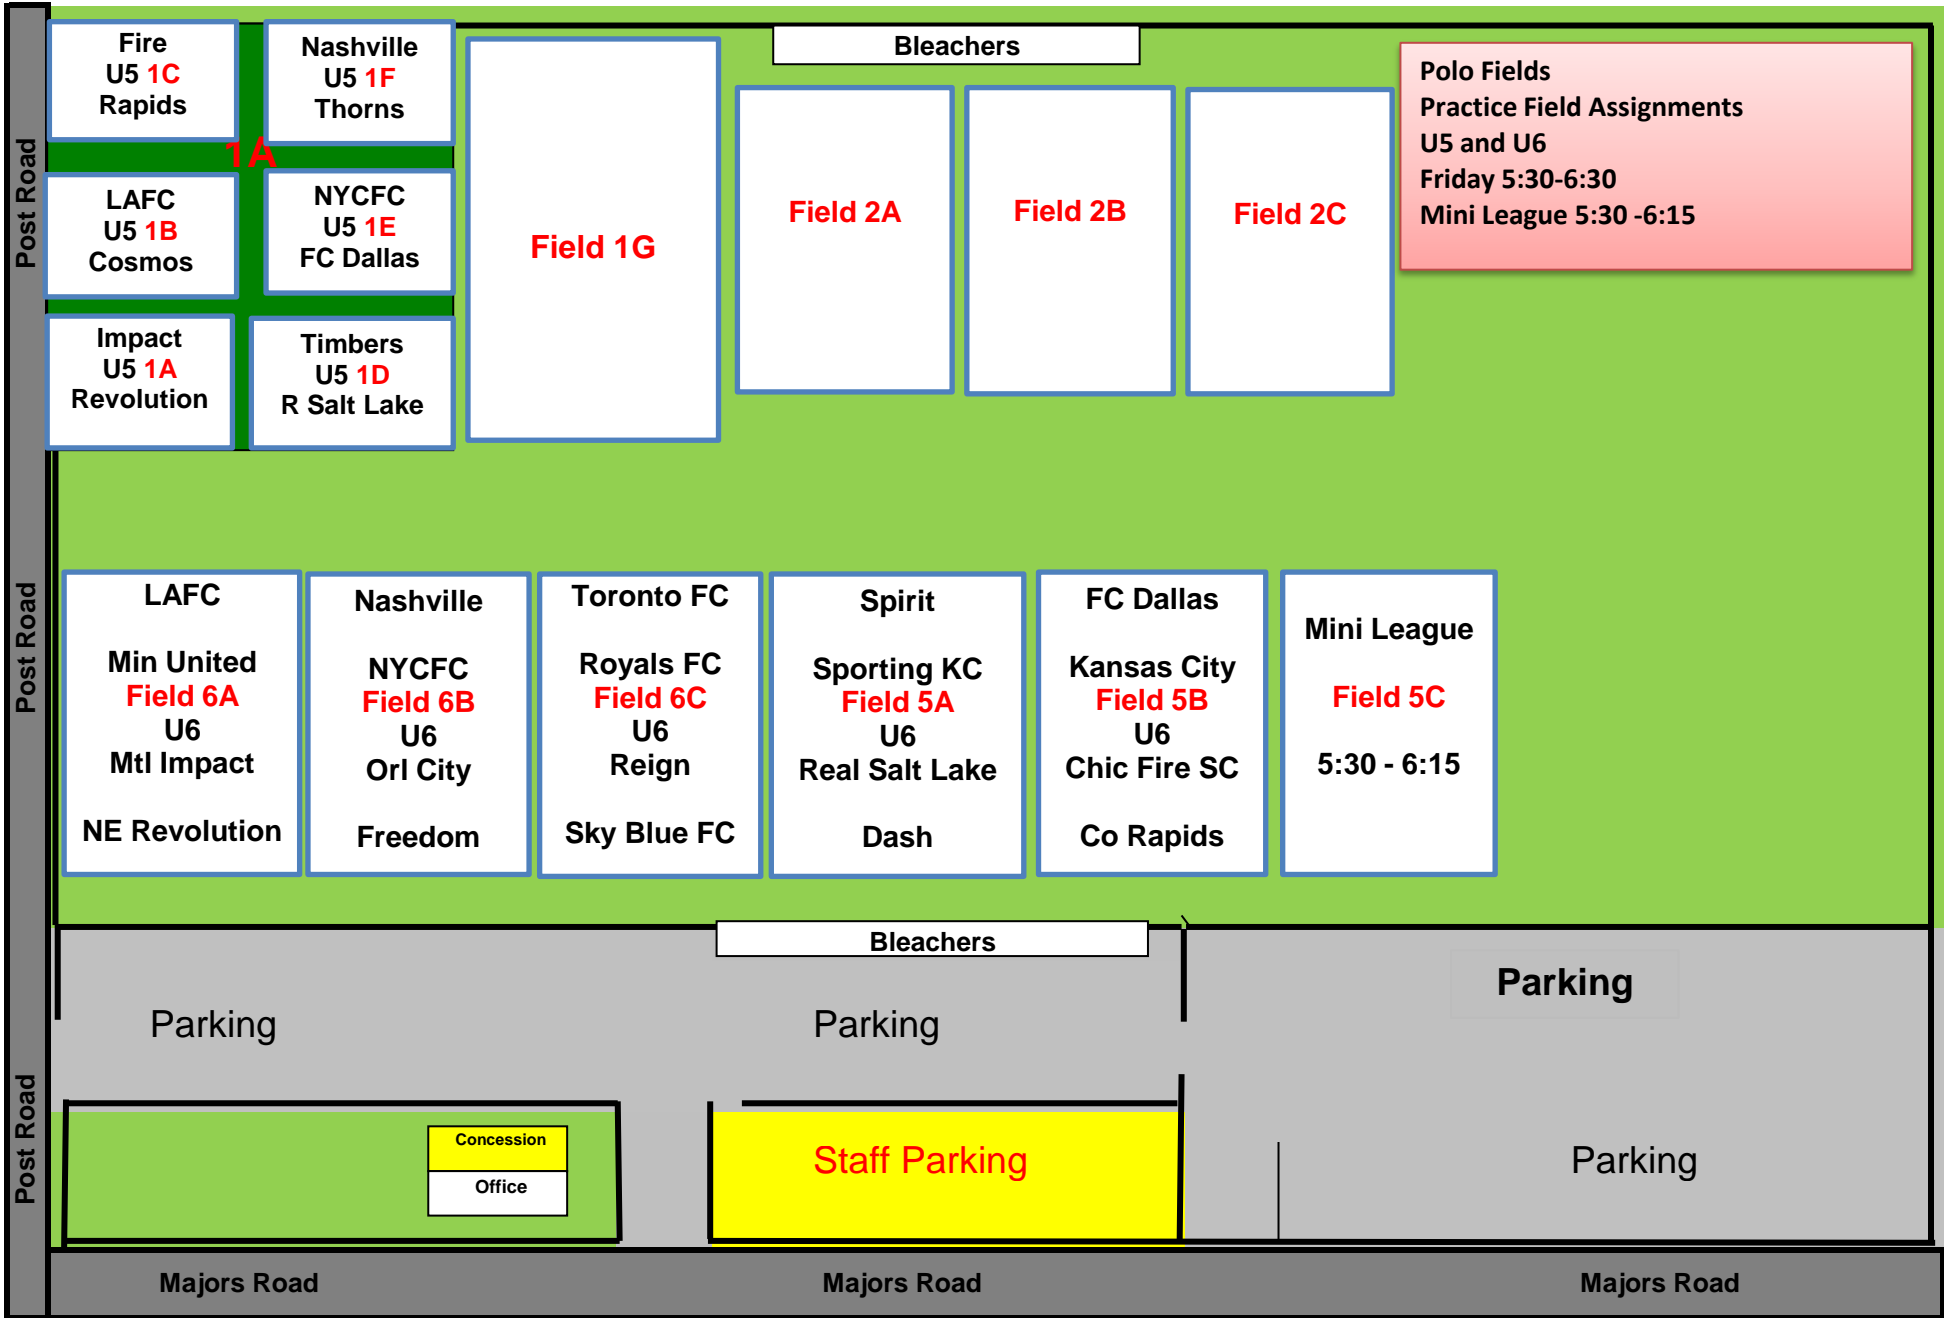 Fire
U5 1C
Rapids
Nashville
U5 1F
Thorns
Bleachers
Polo Fields
Practice Field Assignments
U5 and U6
Friday 5:30-6:30
Mini League 5:30 -6:15
Post Road
1A
LAFC
U5 1B
Cosmos
NYCFC
U5 1E
FC Dallas
Field 1G
Field 2A
Field 2B
Field 2C
Impact
U5 1A
Revolution
Timbers
U5 1D
R Salt Lake
Post Road
LAFC
Min United
Field 6A
U6
Mtl Impact
NE Revolution
Nashville
NYCFC
Field 6B
U6
Orl City
Freedom
Toronto FC
Royals FC
Field 6C
U6
Reign
Sky Blue FC
Spirit
Sporting KC
Field 5A
U6
Real Salt Lake
Dash
FC Dallas
Kansas City
Field 5B
U6
Chic Fire SC
Co Rapids
Mini League
Field 5C
5:30 - 6:15
Bleachers
Parking
Parking
Parking
Post Road
Concession
Office
Staff Parking
Parking
Majors Road
Majors Road
Majors Road